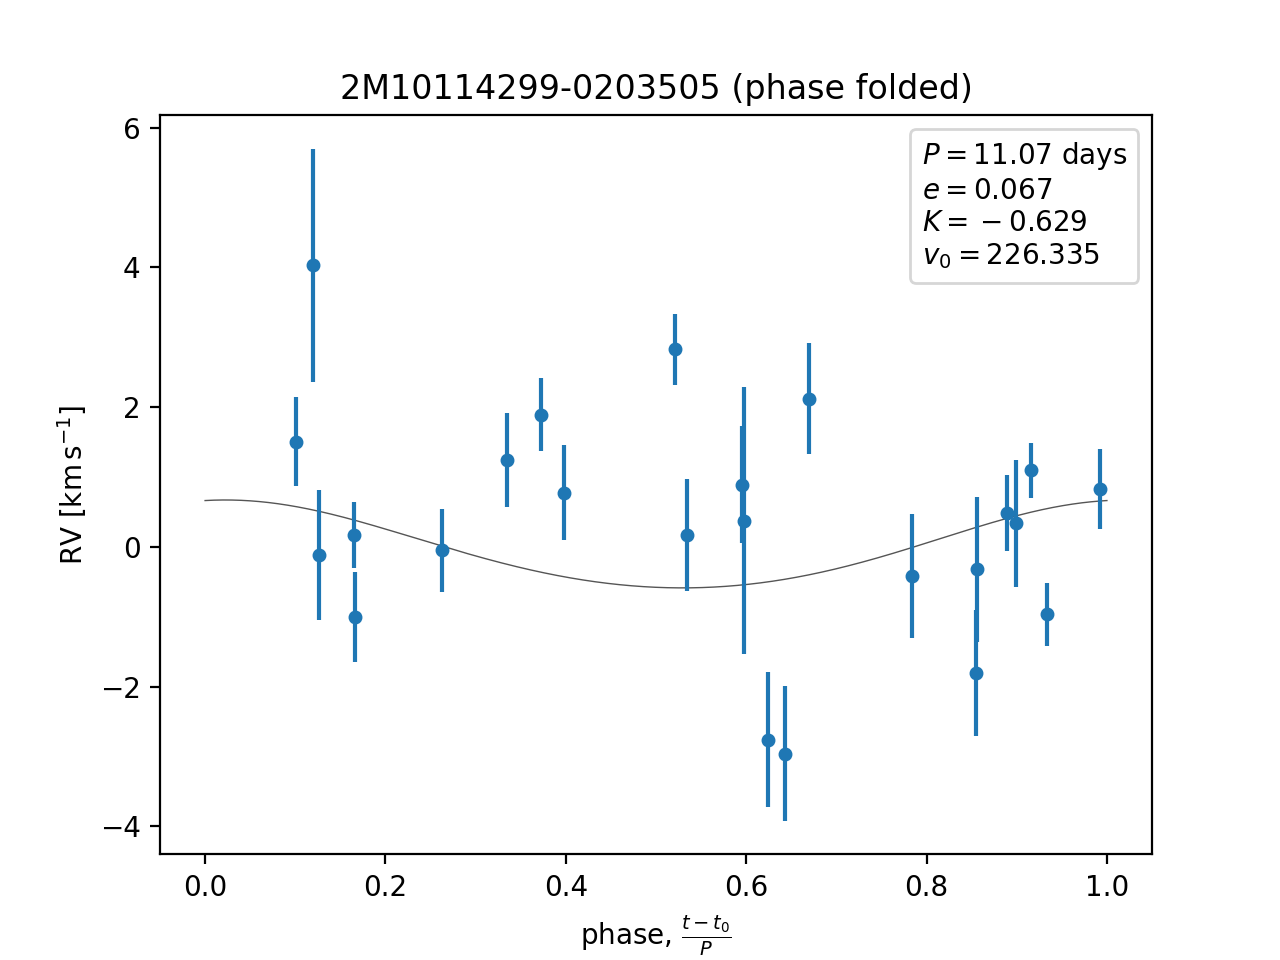 2M10114299-0203505 (phase folded)
P = 11.07 days
e = 0.067
K = −0.629
v₀ = 226.335
6
4
2
0
−2
−4
RV [km s⁻¹]
0.0 0.2 0.4 0.6 0.8 1.0
phase, (t − t₀)/P